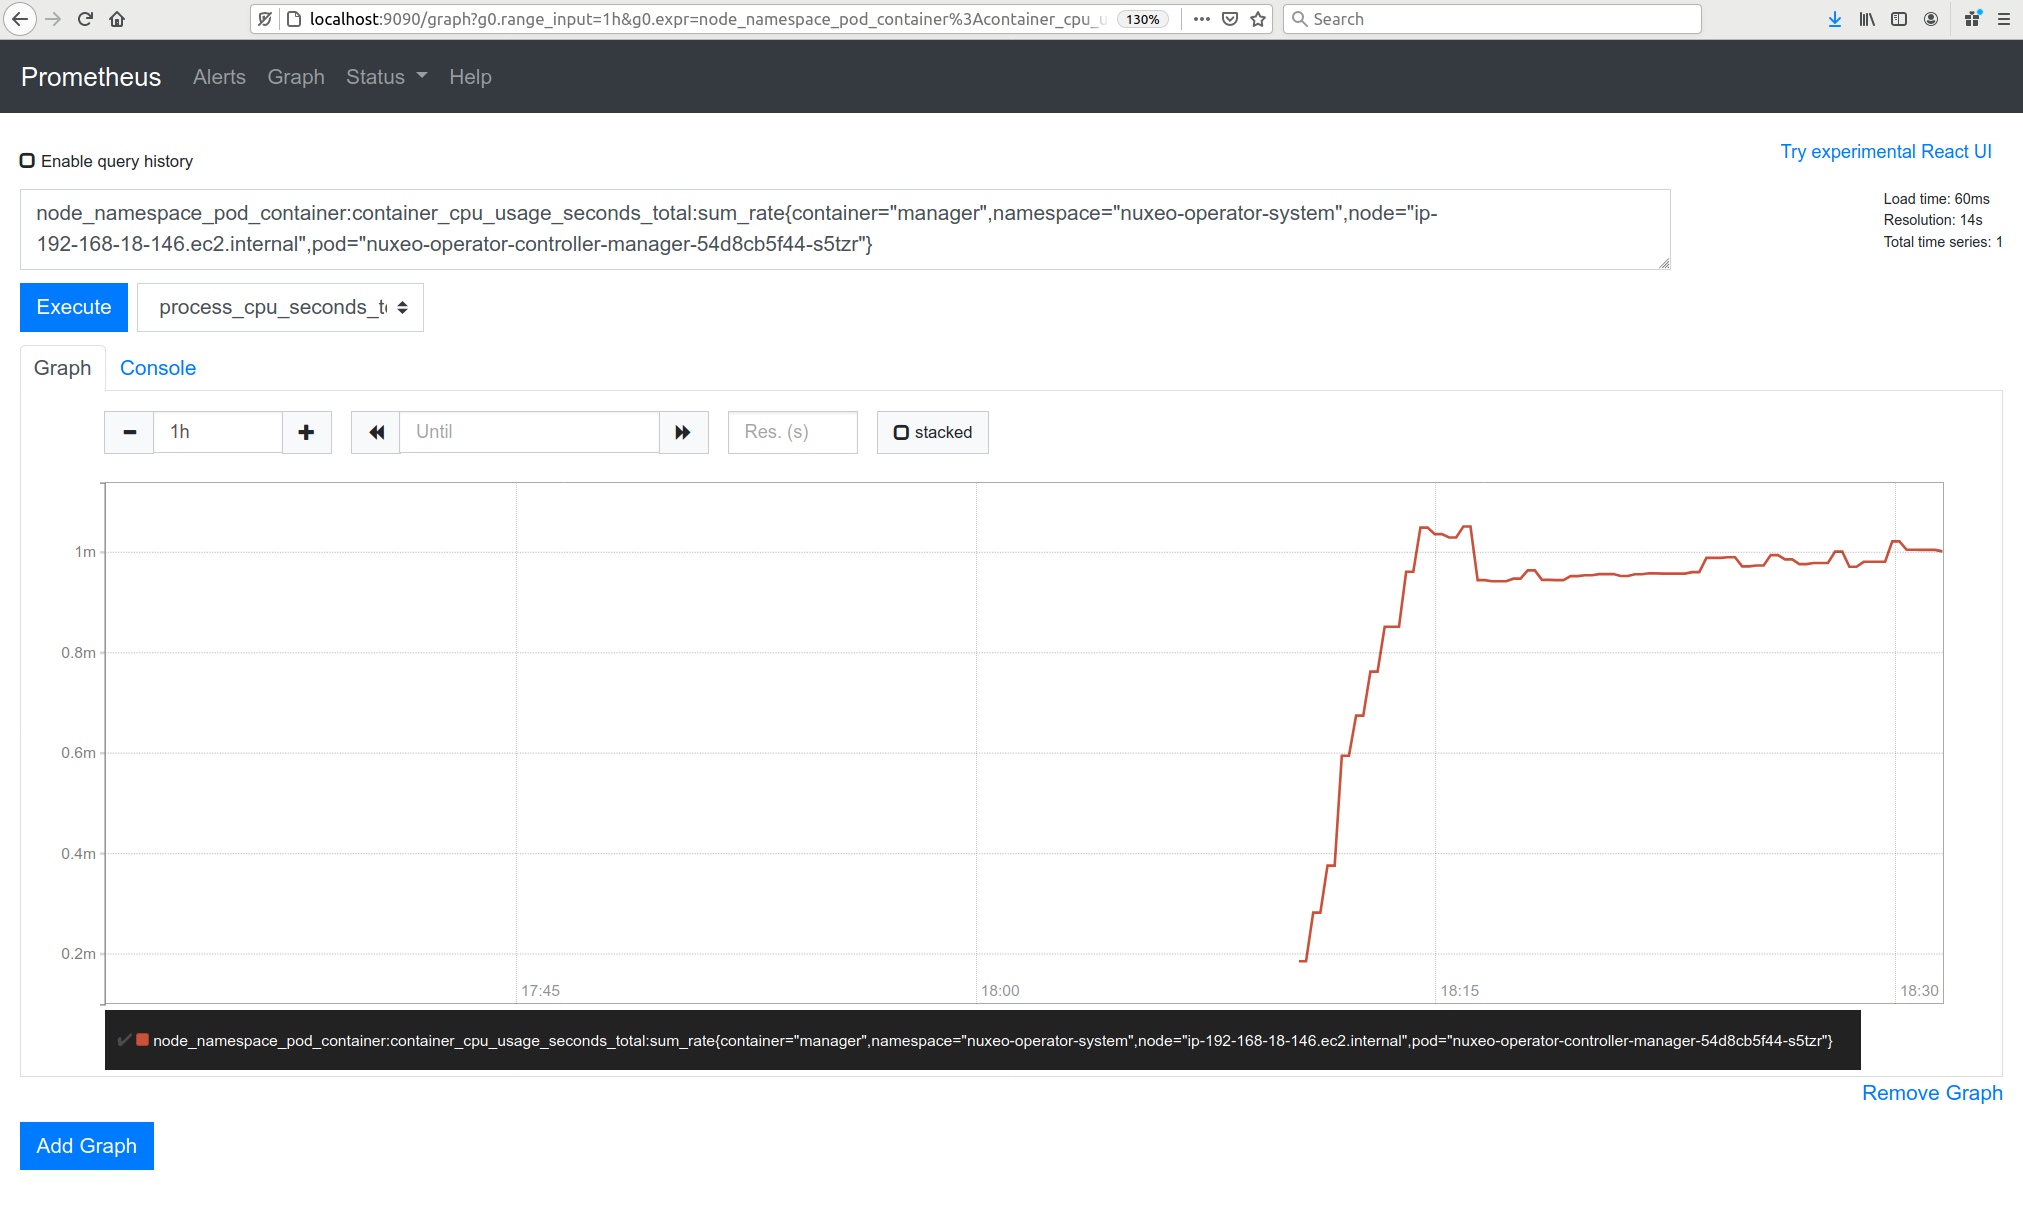 localhost:9090/graph?g0.range_input=1h&g0.expr=node_namespace_pod_container%3Acontainer_cpu_u
130%
Search
Prometheus Alerts Graph Status Help
Enable query history
Try experimental React UI
node_namespace_pod_container:container_cpu_usage_seconds_total:sum_rate{container="manager",namespace="nuxeo-operator-system",node="ip-
192-168-18-146.ec2.internal",pod="nuxeo-operator-controller-manager-54d8cb5f44-s5tzr"}
Load time: 60ms
Resolution: 14s
Total time series: 1
Execute
process_cpu_seconds_t
Graph
Console
1h
Until
Res. (s)
stacked
1m
0.8m
0.6m
0.4m
0.2m
17:45
18:00
18:15
18:30
node_namespace_pod_container:container_cpu_usage_seconds_total:sum_rate{container="manager",namespace="nuxeo-operator-system",node="ip-192-168-18-146.ec2.internal",pod="nuxeo-operator-controller-manager-54d8cb5f44-s5tzr"}
Remove Graph
Add Graph